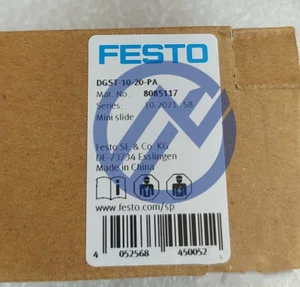 FESTO
DGST-10-20-PA
Mat. No.: 8085117
Series: 10.2021 S8
Mini slide
Festo SE & Co. KG
DE-73734 Esslingen
Made in China
www.festo.com/sp
4 052568 450052